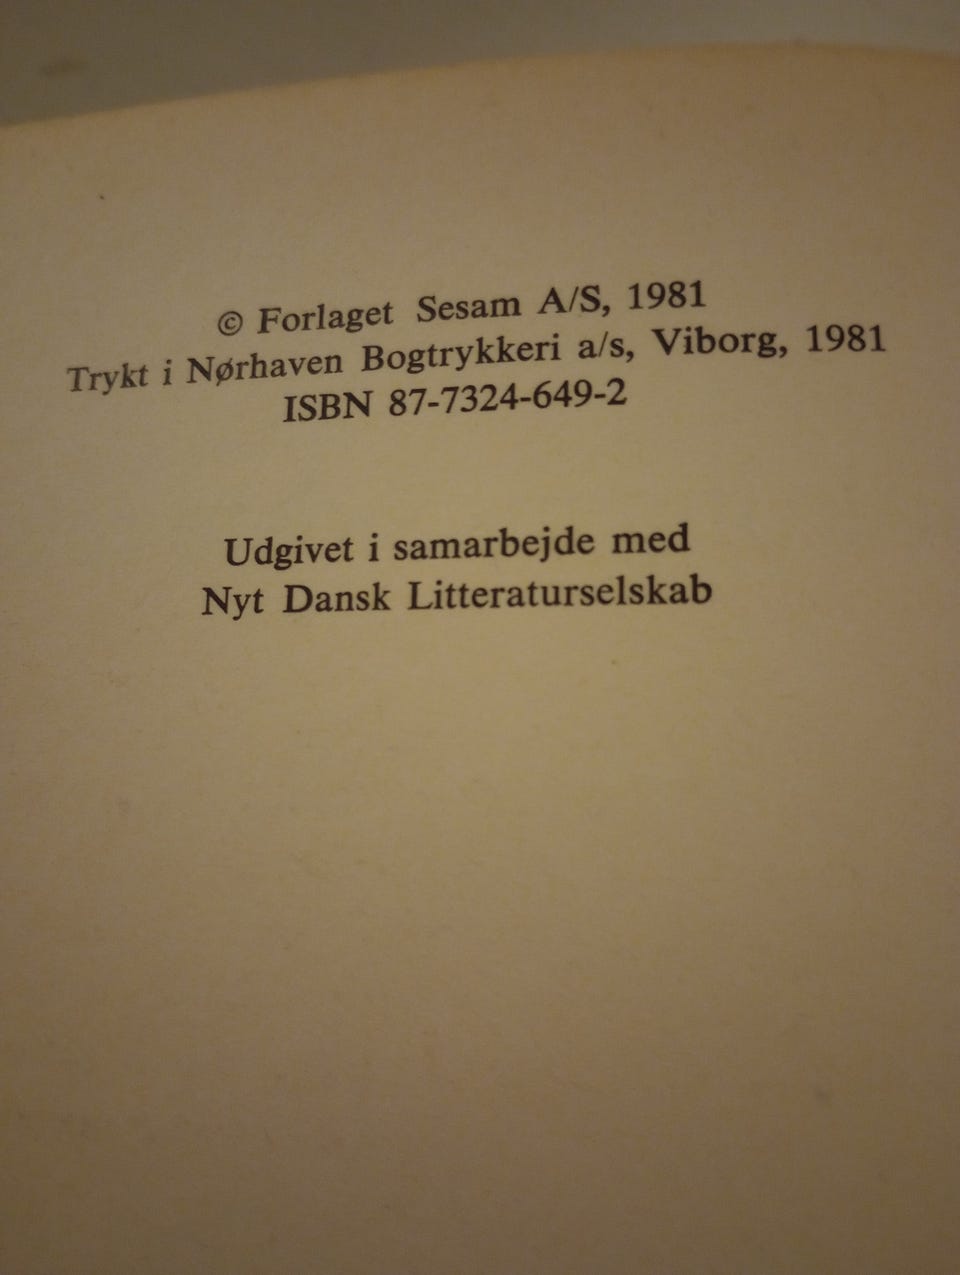 © Forlaget Sesam A/S, 1981
Trykt i Nørhaven Bogtrykkeri a/s, Viborg, 1981
ISBN 87-7324-649-2
Udgivet i samarbejde med
Nyt Dansk Litteraturselskab